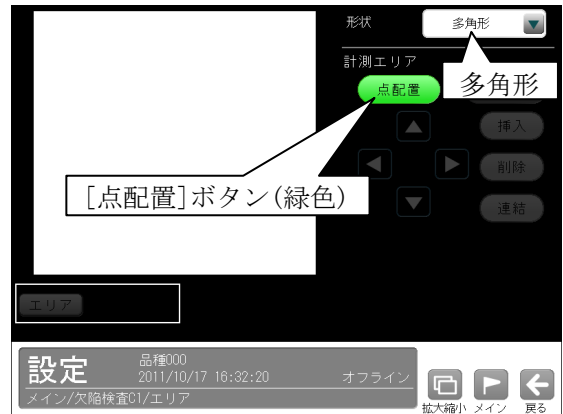 形状
多角形
計測エリア
点配置
多角形
挿入
削除
[点配置]ボタン(緑色)
連結
エリア
設定
品種000
2011/10/17 16:32:20
オフライン
メイン/欠陥検査C1/エリア
拡大縮小
メイン
戻る